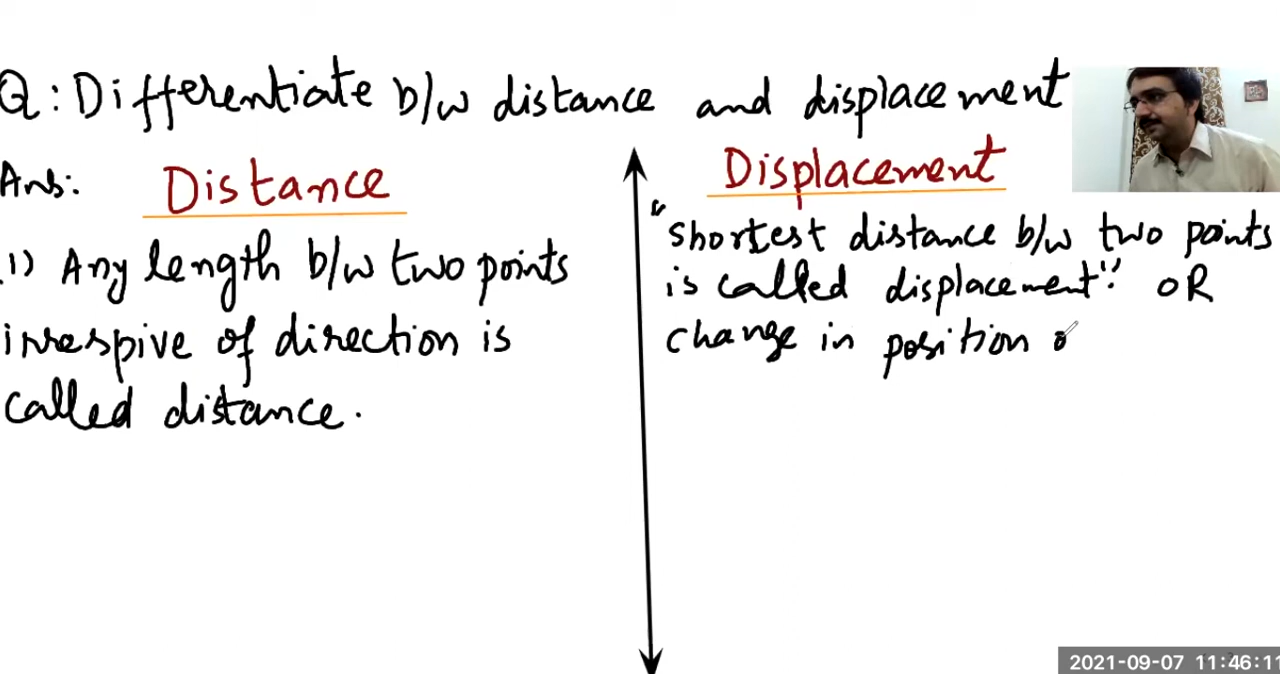 Q: Differentiate b/w distance and displacement
Ans:
Distance
1) Any length b/w two points
irrespive of direction is
called distance.
Displacement
"Shortest distance b/w two points
is called displacement". OR
change in position o
2021-09-07 11:46:11